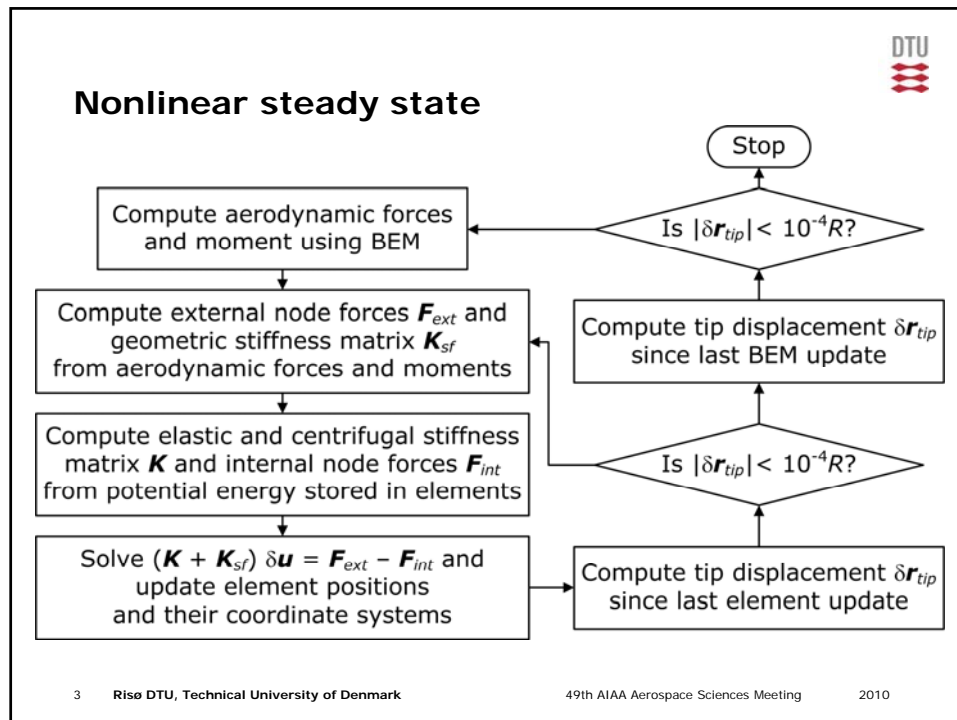 DTU
Nonlinear steady state
Stop
Compute aerodynamic forces
and moment using BEM
Is |δr_tip| < 10⁻⁴R?
Compute external node forces F_ext and
geometric stiffness matrix K_sf
from aerodynamic forces and moments
Compute tip displacement δr_tip
since last BEM update
Compute elastic and centrifugal stiffness
matrix K and internal node forces F_int
from potential energy stored in elements
Is |δr_tip| < 10⁻⁴R?
Solve (K + K_sf) δu = F_ext – F_int and
update element positions
and their coordinate systems
Compute tip displacement δr_tip
since last element update
3 Risø DTU, Technical University of Denmark 49th AIAA Aerospace Sciences Meeting 2010